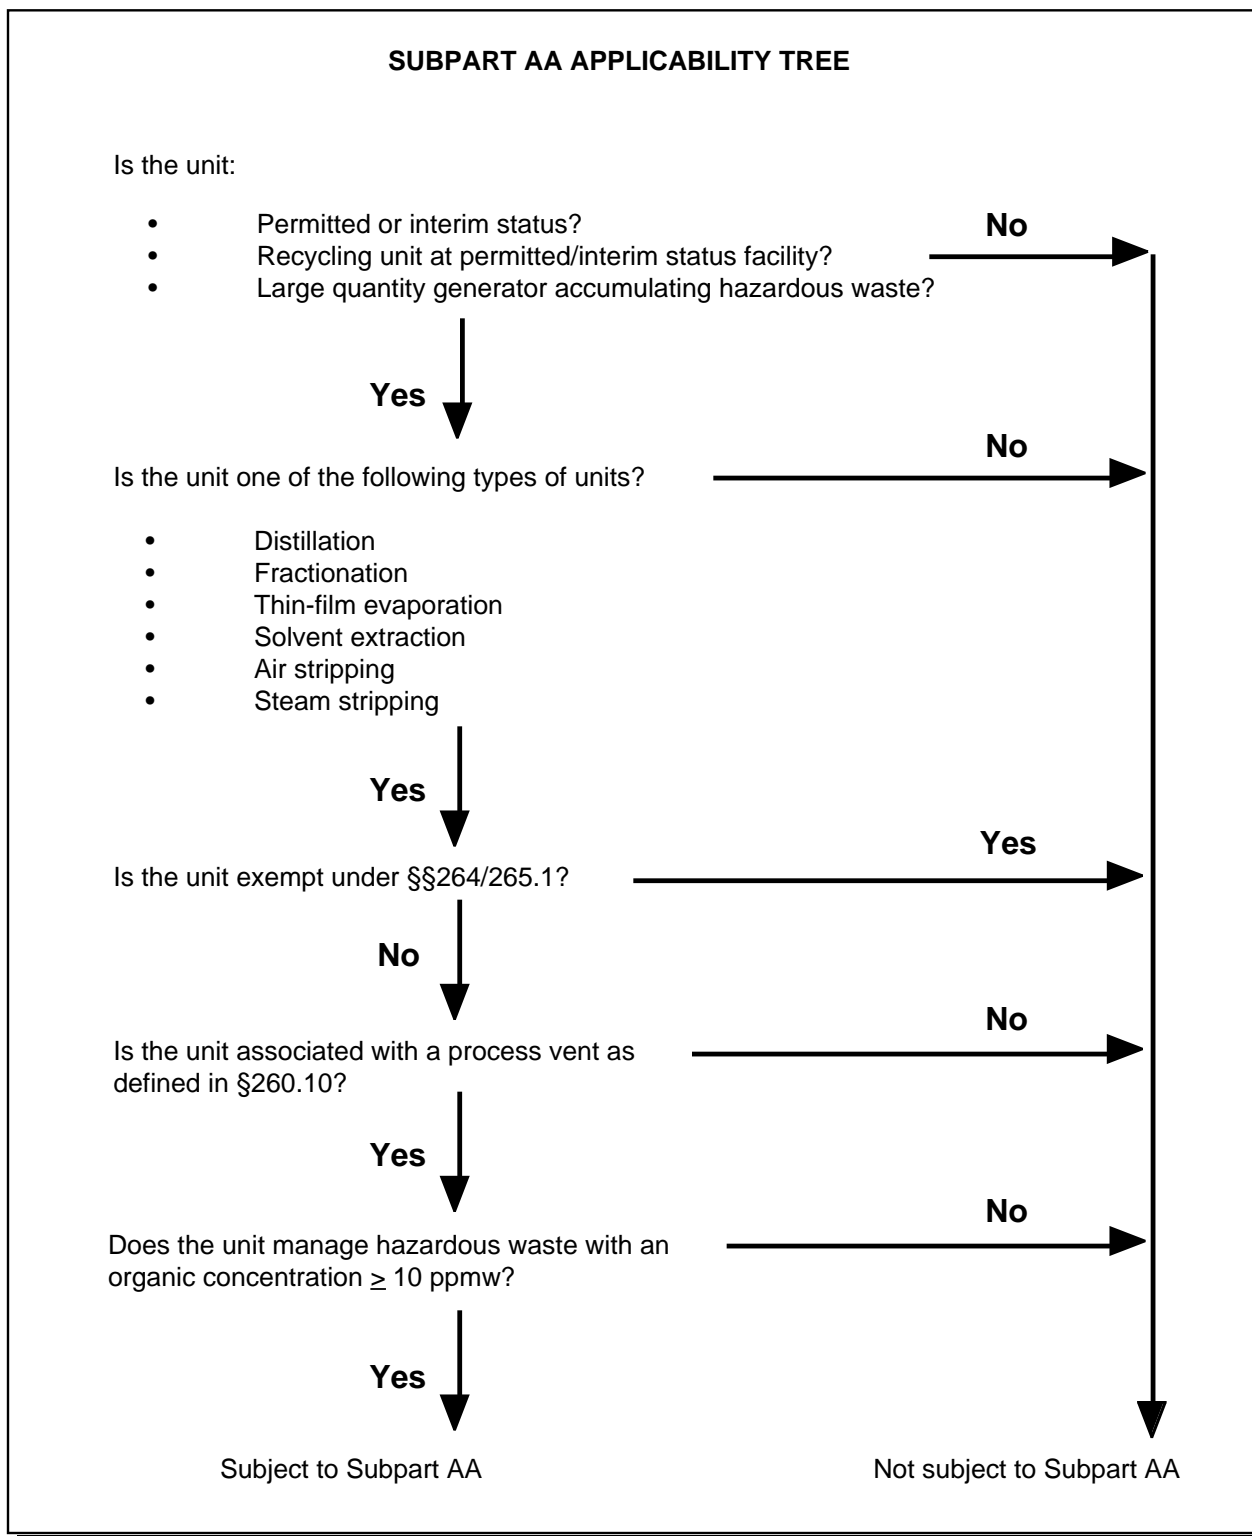 SUBPART AA APPLICABILITY TREE
Is the unit:
• Permitted or interim status?
• Recycling unit at permitted/interim status facility?
• Large quantity generator accumulating hazardous waste?
No
Yes
Is the unit one of the following types of units?
No
• Distillation
• Fractionation
• Thin-film evaporation
• Solvent extraction
• Air stripping
• Steam stripping
Yes
Is the unit exempt under §§264/265.1?
Yes
No
Is the unit associated with a process vent as
defined in §260.10?
No
Yes
Does the unit manage hazardous waste with an
organic concentration ≥ 10 ppmw?
No
Yes
Subject to Subpart AA
Not subject to Subpart AA